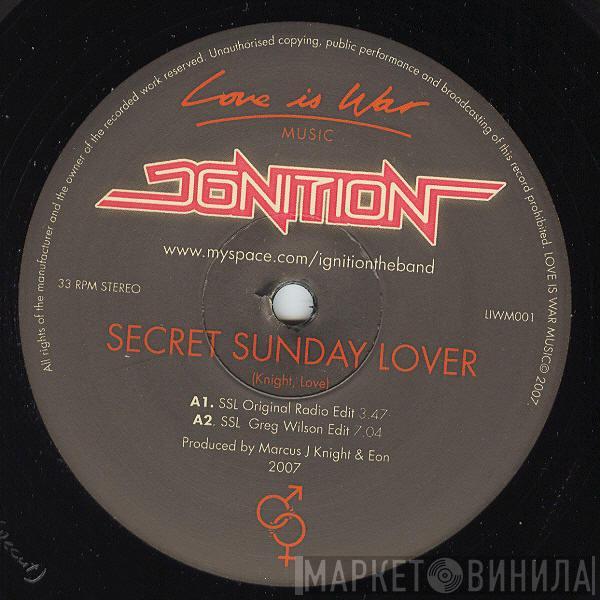 All rights of the manufacturer and the owner of the recorded work reserved. Unauthorised copying, public performance and broadcasting of this record prohibited. LOVE IS WAR MUSIC© 2007.
Love is War
MUSIC
IGNITION
www.myspace.com/ignitiontheband
33 RPM STEREO
LIWM001
SECRET SUNDAY LOVER
(Knight, Love)
A1. SSL Original Radio Edit 3.47
A2. SSL Greg Wilson Edit 7.04
Produced by Marcus J Knight & Eon
2007
МАРКЕТ ВИНИЛА